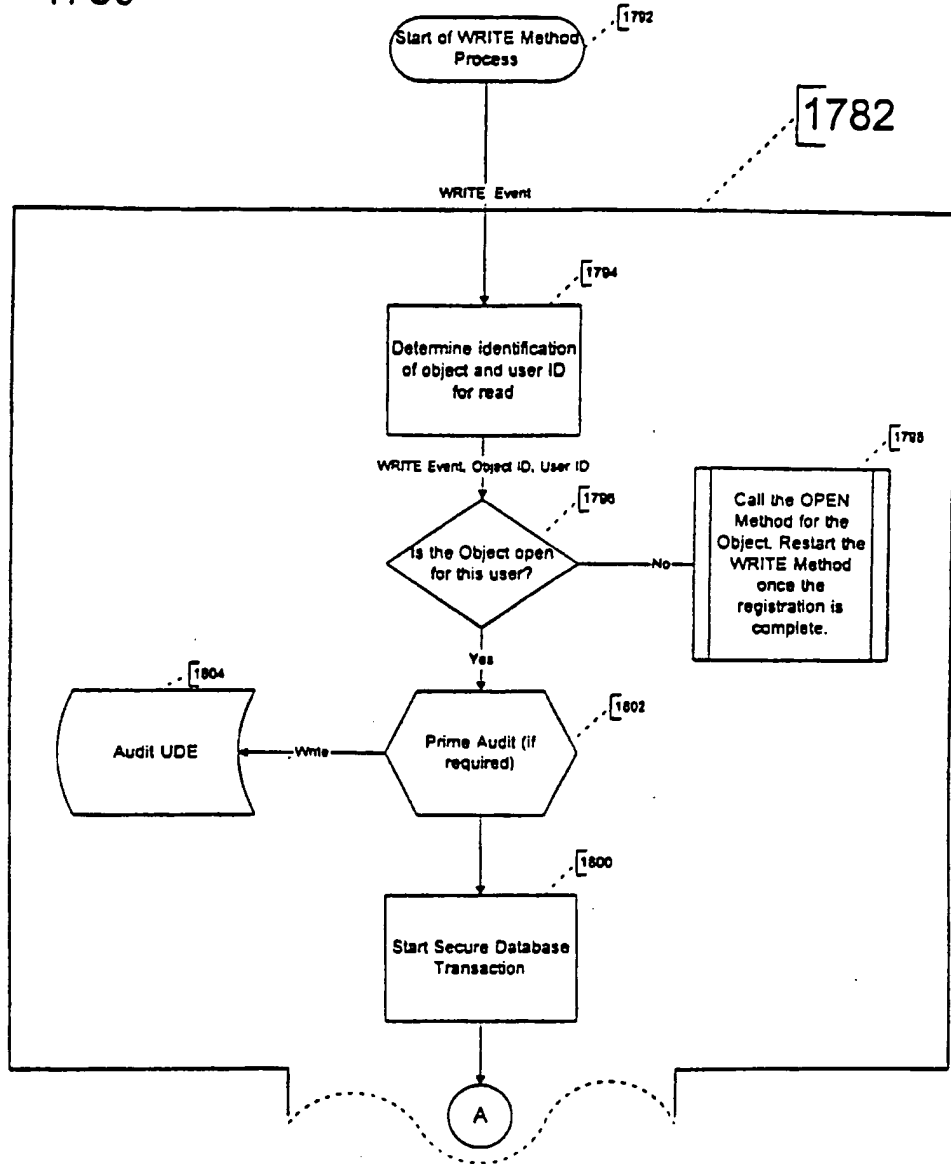 1792
Start of WRITE Method
Process
1782
WRITE Event
1794
Determine identification
of object and user ID
for read
WRITE Event, Object ID, User ID
1796
Is the Object open
for this user?
No
1798
Call the OPEN
Method for the
Object. Restart the
WRITE Method
once the
registration is
complete.
Yes
1804
Audit UDE
Write
1802
Prime Audit (if
required)
1800
Start Secure Database
Transaction
A